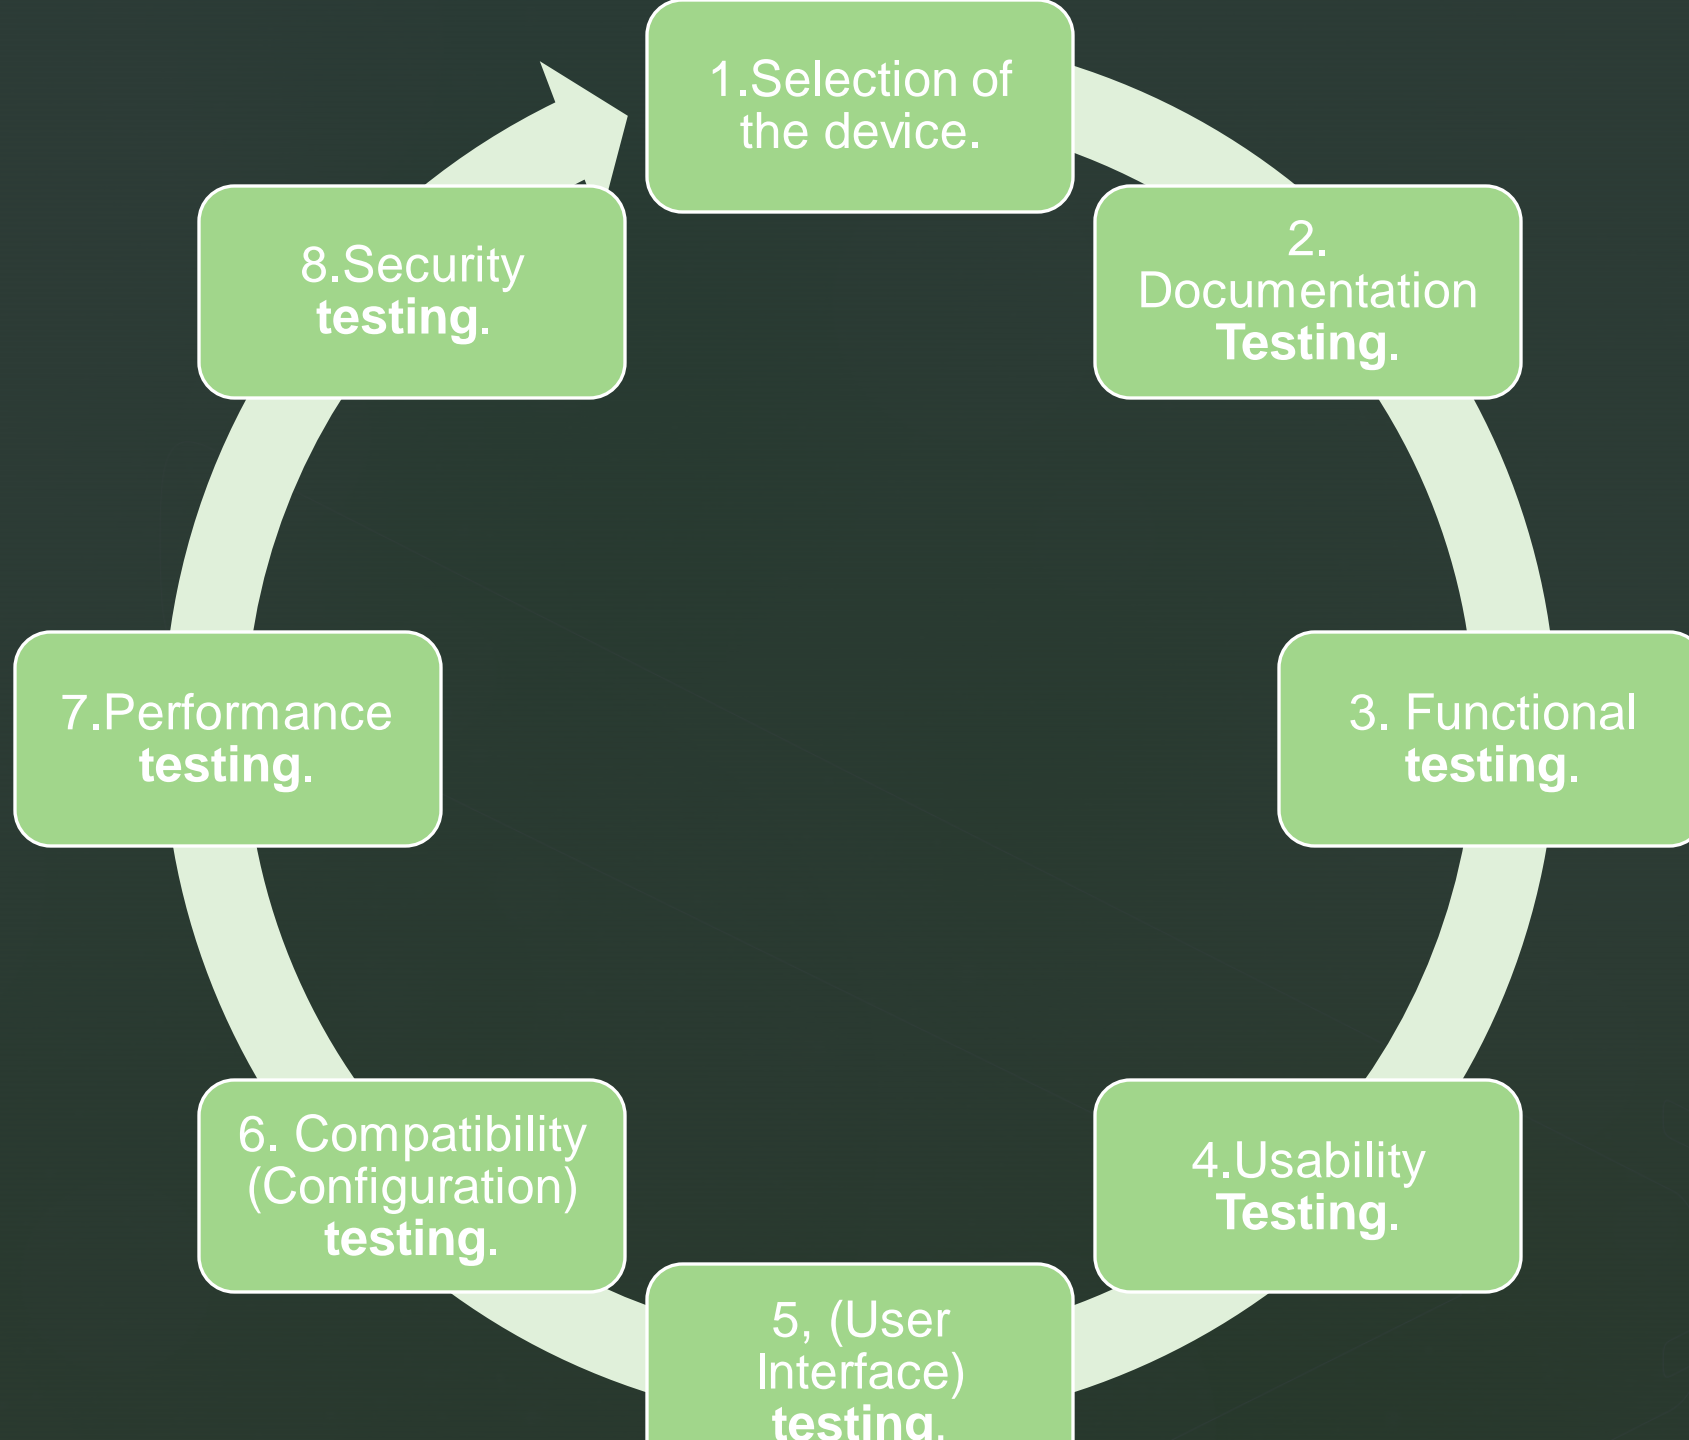 1.Selection of
the device.
2.
Documentation
Testing.
3. Functional
testing.
4.Usability
Testing.
5, (User
Interface)
testing.
6. Compatibility
(Configuration)
testing.
7.Performance
testing.
8.Security
testing.